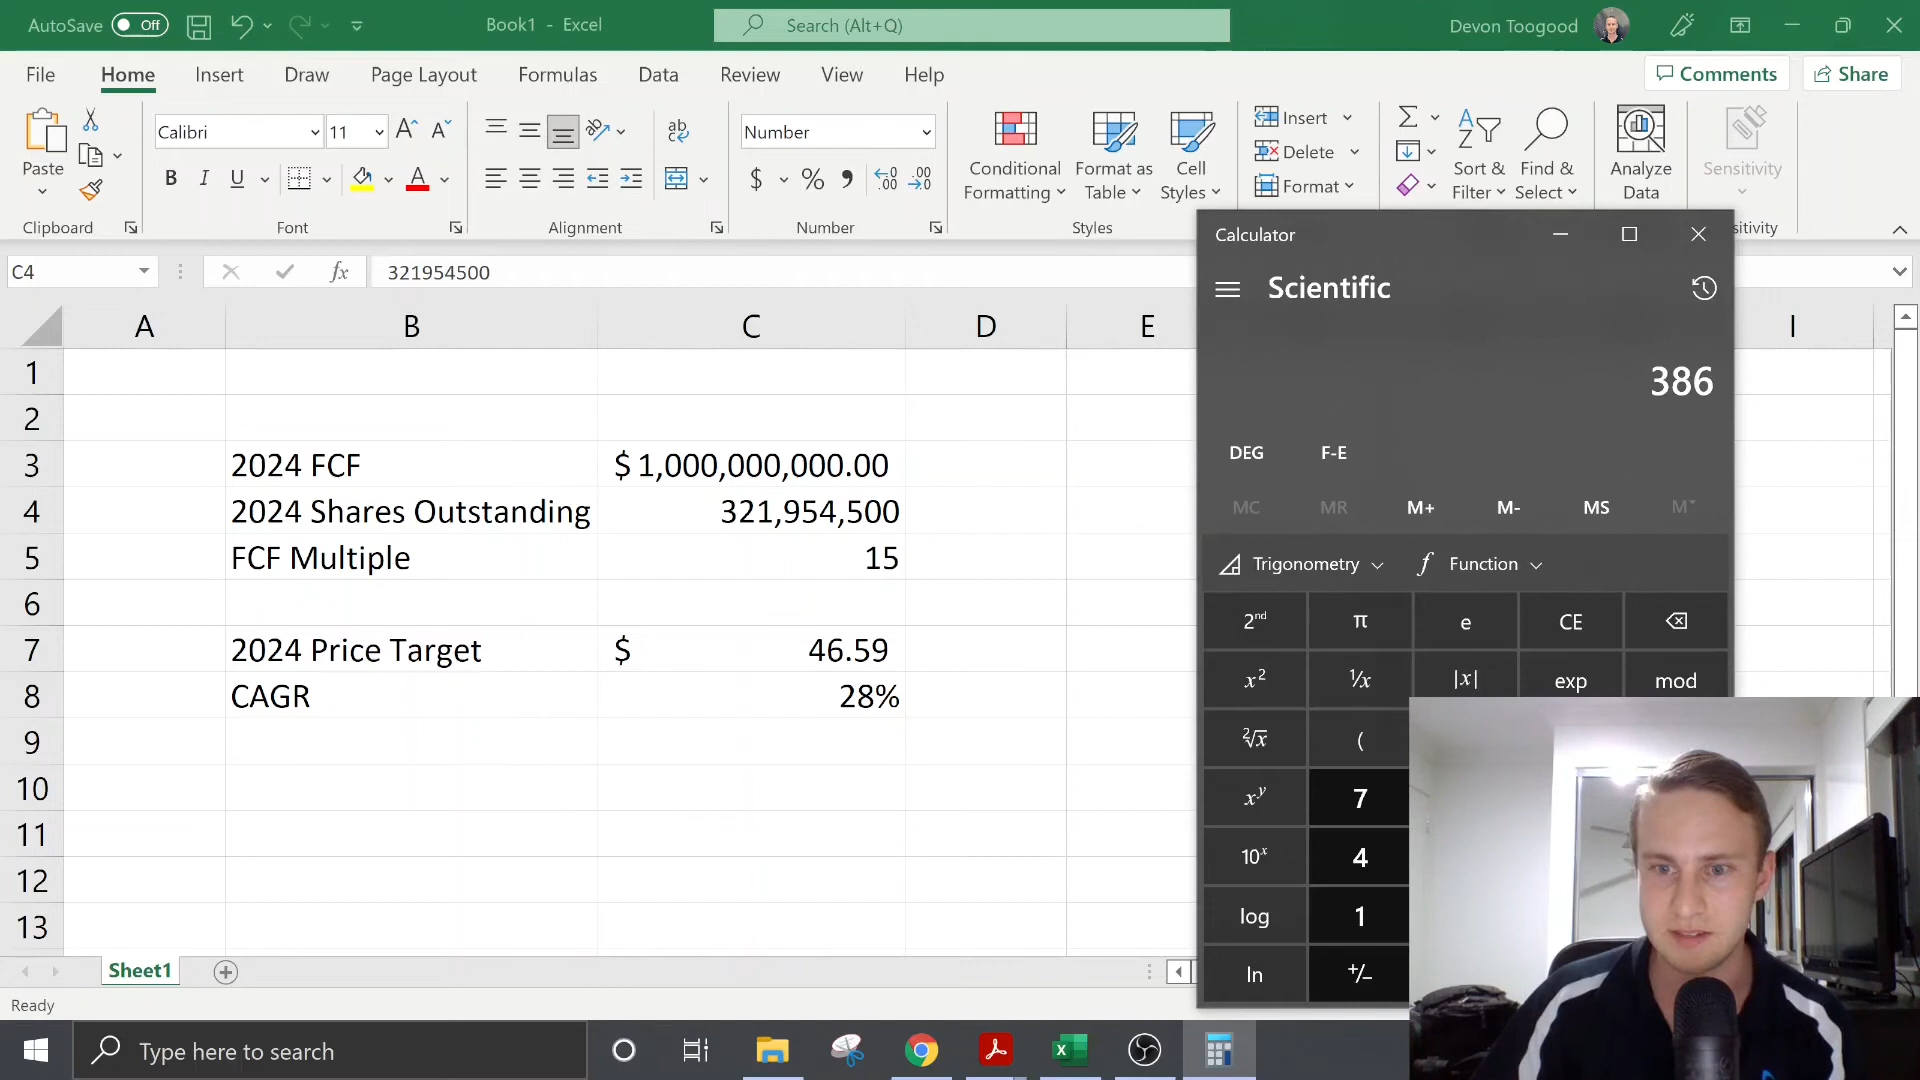 AutoSave Off Book1 - Excel Search (Alt+Q) Devon Toogood
File Home Insert Draw Page Layout Formulas Data Review View Help Comments Share
Paste Calibri 11 B I U ab c Number $ % , Conditional Formatting Format as Table Cell Styles Insert Delete Format Sort & Filter Find & Select Analyze Data Sensitivity
Clipboard Font Alignment Number Styles itivity
C4 fx 321954500
A B C D E I
1
2
3 2024 FCF $ 1,000,000,000.00
4 2024 Shares Outstanding 321,954,500
5 FCF Multiple 15
6
7 2024 Price Target $ 46.59
8 CAGR 28%
9
10
11
12
13
Sheet1
Ready
Calculator
Scientific
386
DEG F-E
MC MR M+ M- MS M˅
Trigonometry f Function
2nd π e CE
x² ⅟x |x| exp mod
²√x (
xʸ 7
10ˣ 4
log 1
ln +/−
Type here to search